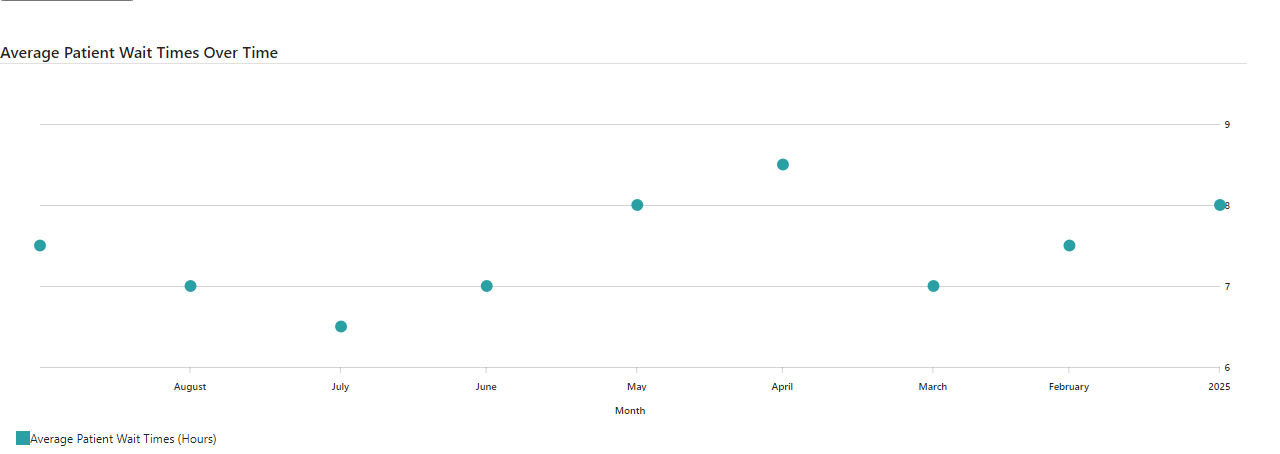 Average Patient Wait Times Over Time
9
8
7
6
August July June May April March February 2025
Month
Average Patient Wait Times (Hours)